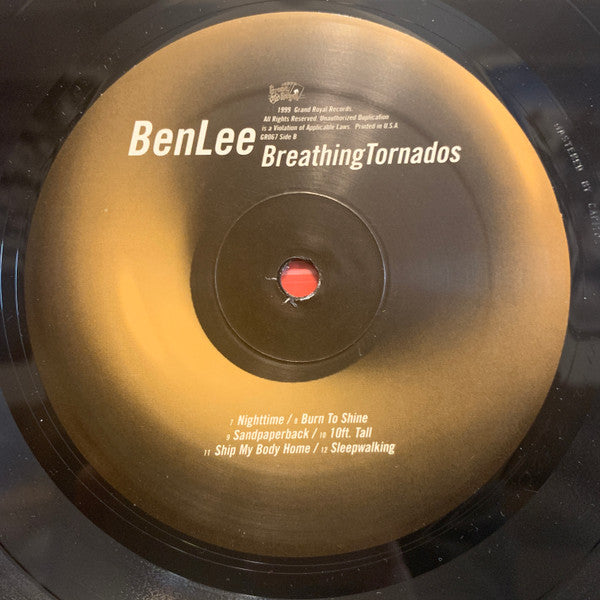 1999 Grand Royal Records.
All Rights Reserved. Unauthorized Duplication
is a Violation of Applicable Laws. Printed in U.S.A
GR067 Side B
BenLee
BreathingTornados
7 Nighttime / 8 Burn To Shine
9 Sandpaperback / 10 10ft. Tall
11 Ship My Body Home / 12 Sleepwalking
MASTERED BY